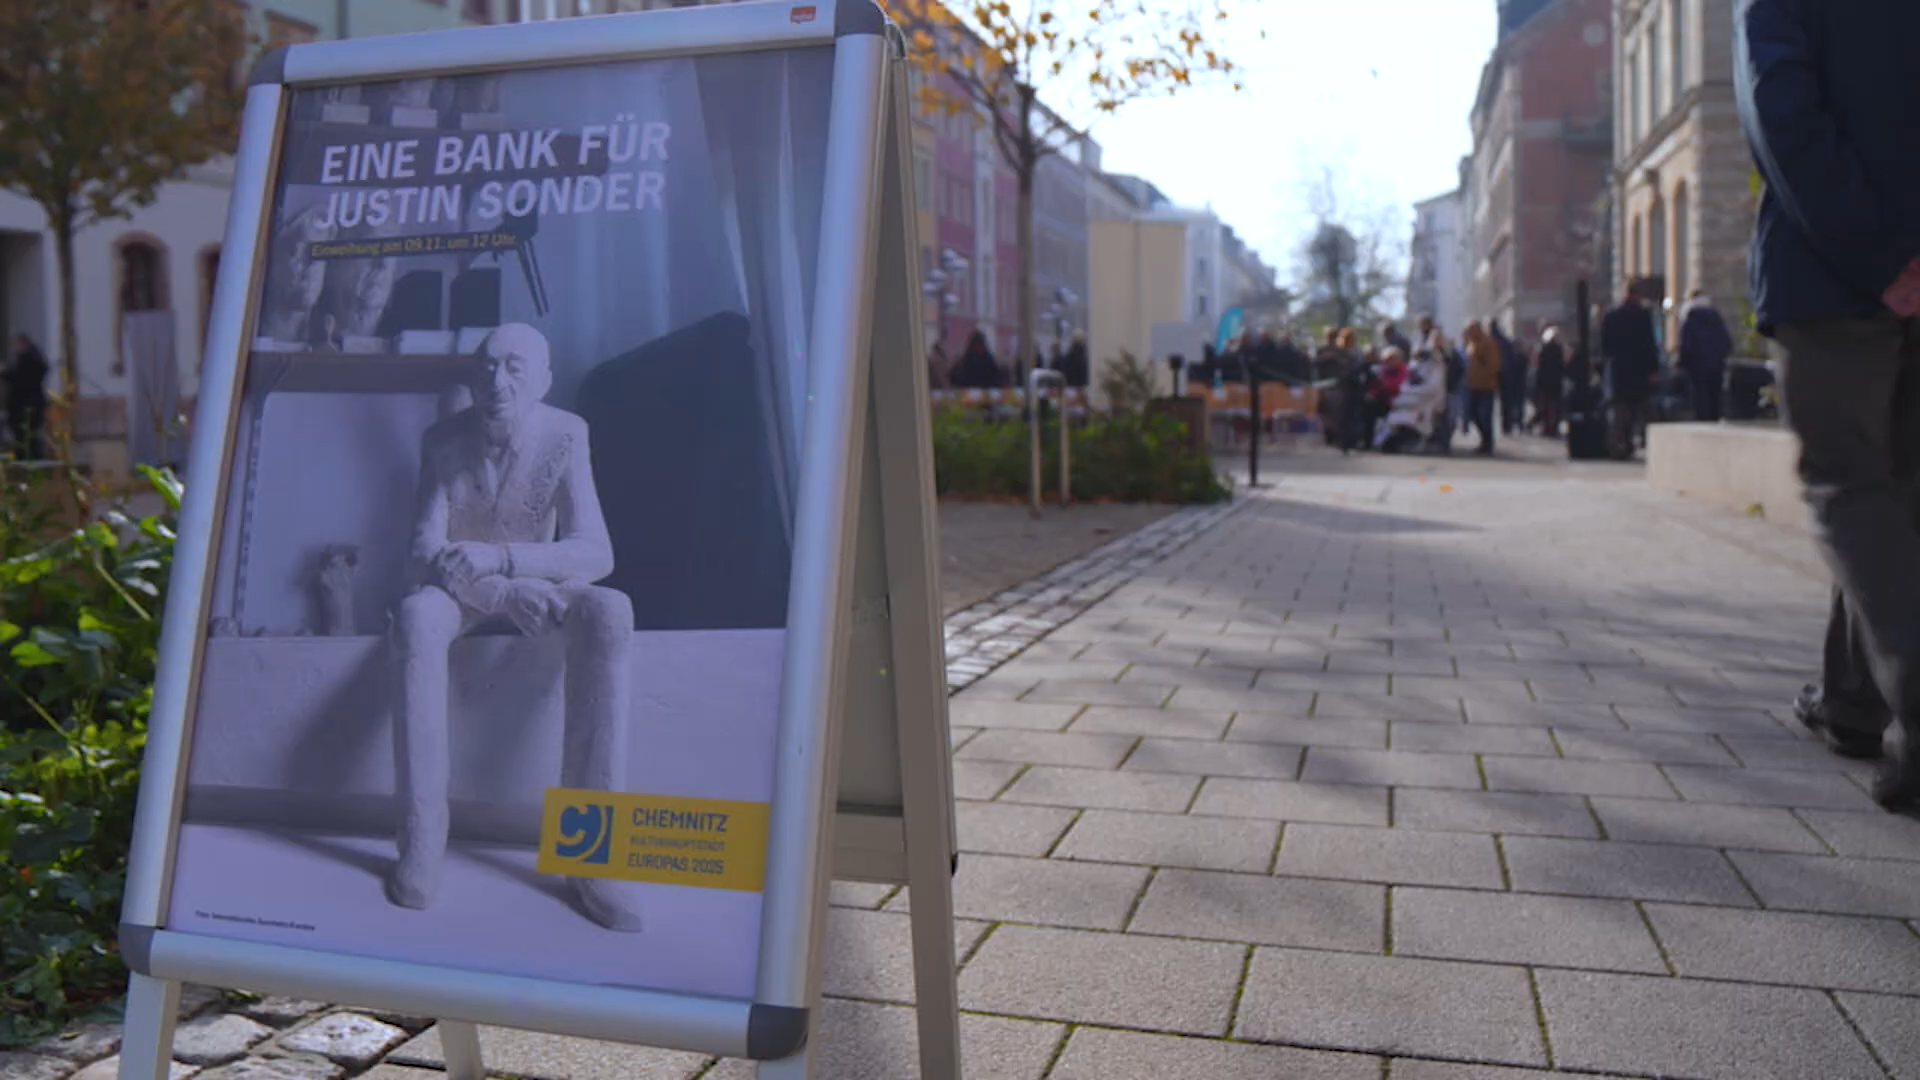 EINE BANK FÜR
JUSTIN SONDER
Einweihung am 09.11. um 12 Uhr
CHEMNITZ
KULTURHAUPTSTADT
EUROPAS 2025